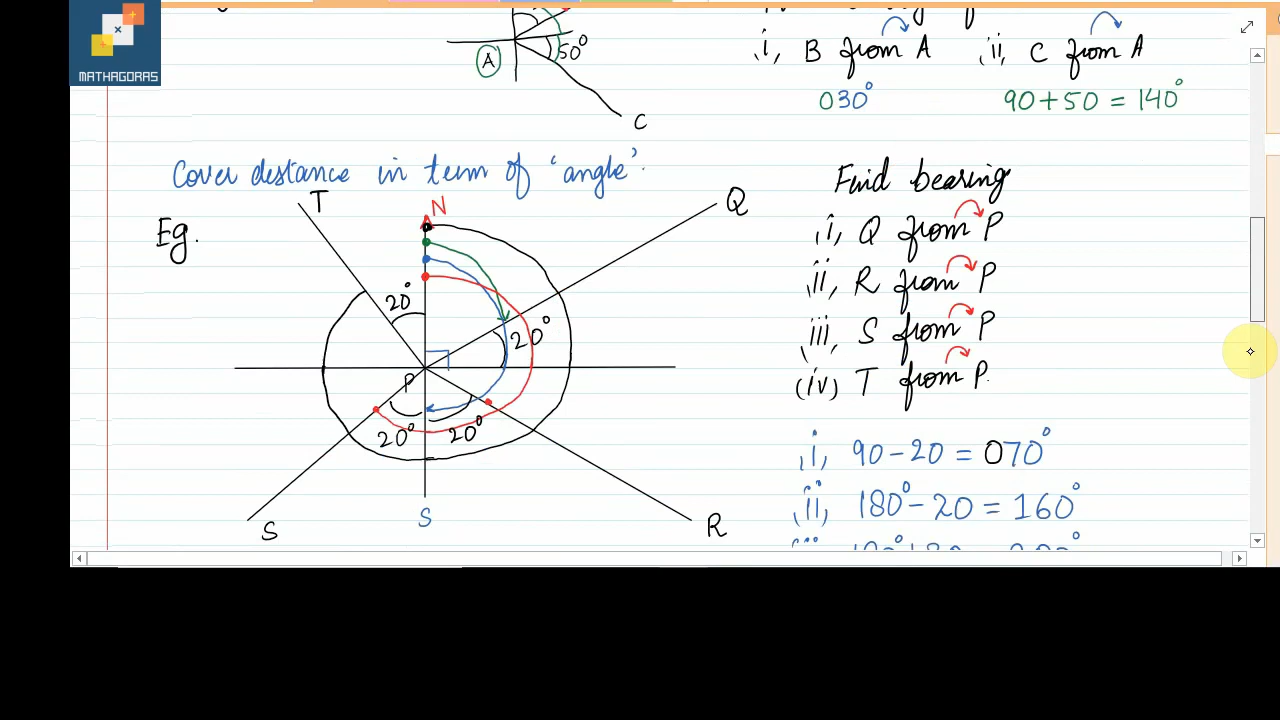 MATHAGORAS
A
50°
C
i, B from A
ii, C from A
030°
90+50 = 140°
Cover distance in term of 'angle'.
Eg.
T
N
Q
20°
20°
P
20°
20°
S
S
R
Find bearing
i, Q from P
ii, R from P
iii, S from P
(iv) T from P.
i, 90-20 = 070°
ii, 180°-20 = 160°